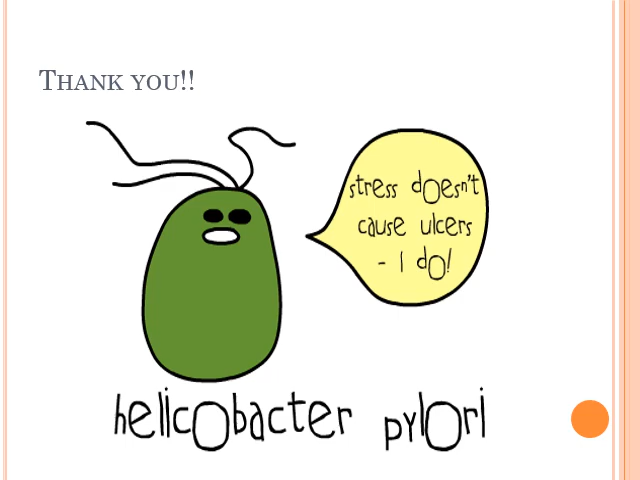 THANK YOU!!
stress doesn't
cause ulcers
- I do!
helicobacter pylori